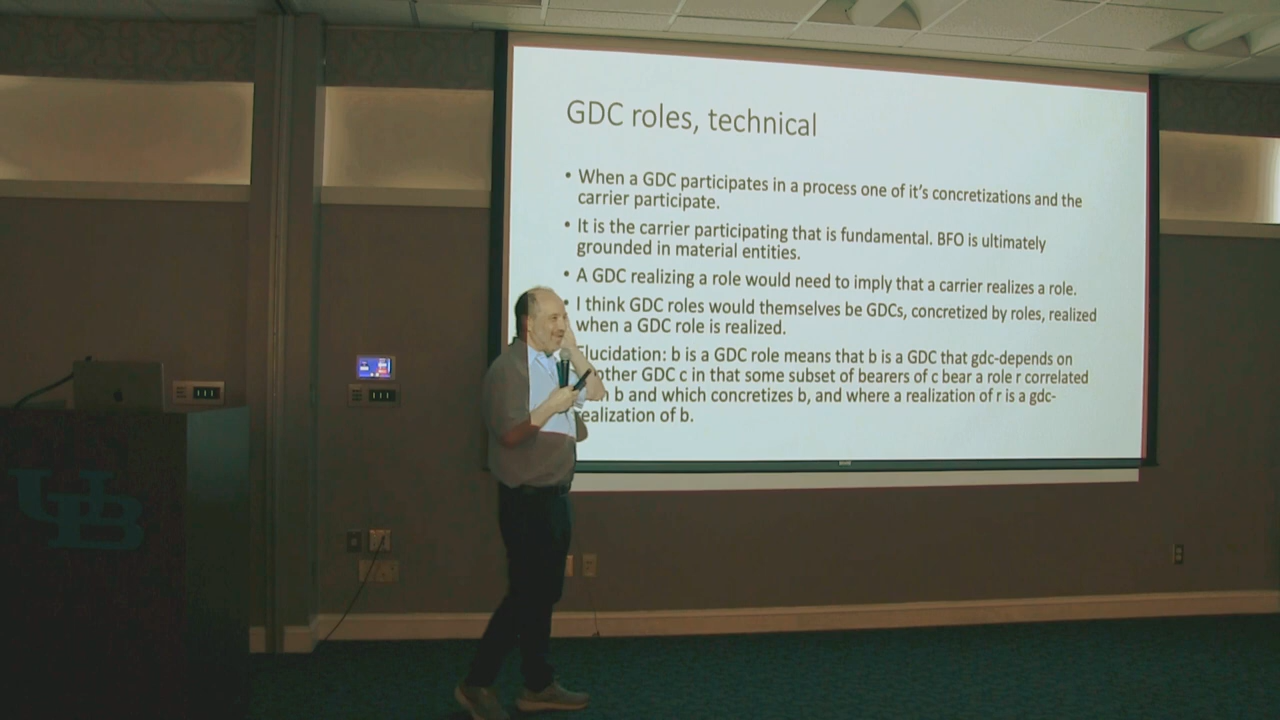 GDC roles, technical
• When a GDC participates in a process one of it's concretizations and the
carrier participate.
• It is the carrier participating that is fundamental. BFO is ultimately
grounded in material entities.
• A GDC realizing a role would need to imply that a carrier realizes a role.
• I think GDC roles would themselves be GDCs, concretized by roles, realized
when a GDC role is realized.
lucidation: b is a GDC role means that b is a GDC that gdc-depends on
other GDC c in that some subset of bearers of c bear a role r correlated
b and which concretizes b, and where a realization of r is a gdc-
ealization of b.
UB